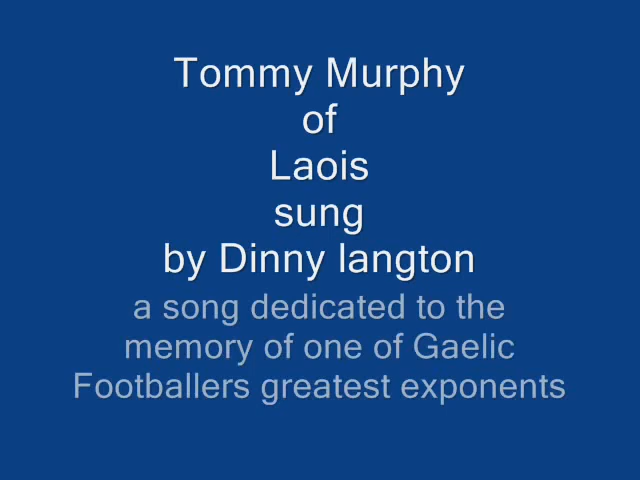 Tommy Murphy
of
Laois
sung
by Dinny langton
a song dedicated to the
memory of one of Gaelic
Footballers greatest exponents